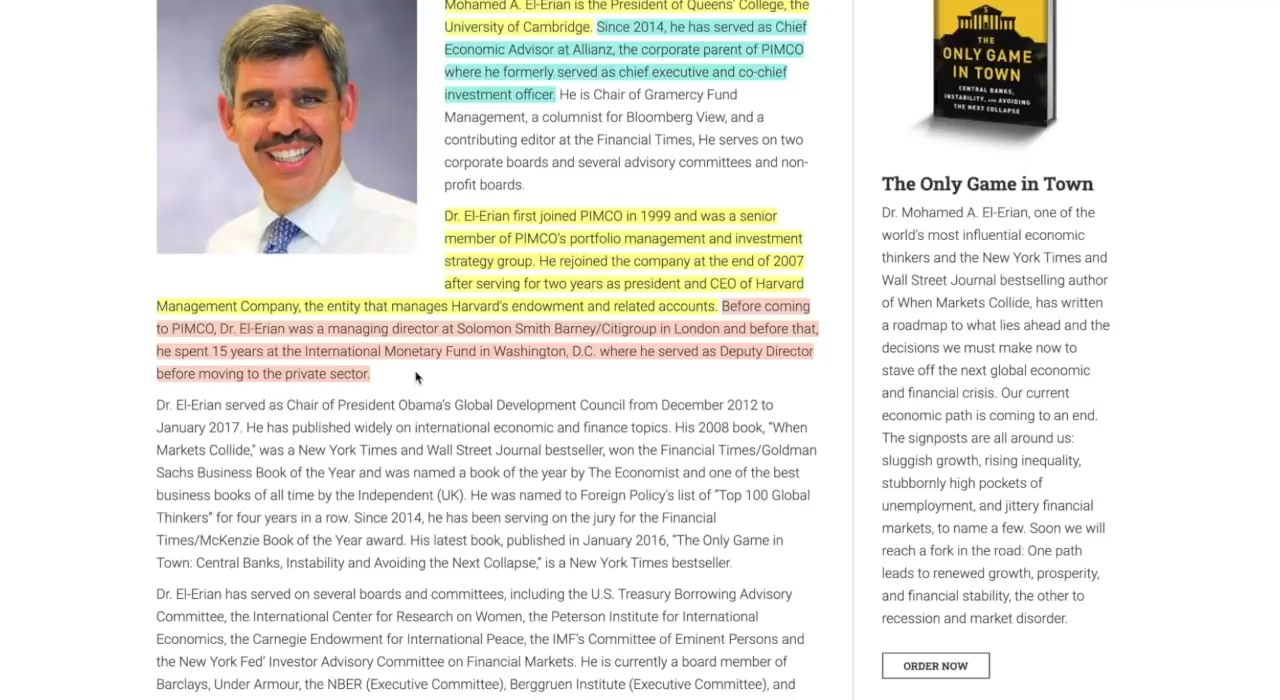 Mohamed A. El-Erian is the President of Queens' College, the
University of Cambridge. Since 2014, he has served as Chief
Economic Advisor at Allianz, the corporate parent of PIMCO
where he formerly served as chief executive and co-chief
investment officer. He is Chair of Gramercy Fund
Management, a columnist for Bloomberg View, and a
contributing editor at the Financial Times, He serves on two
corporate boards and several advisory committees and non-
profit boards.
Dr. El-Erian first joined PIMCO in 1999 and was a senior
member of PIMCO's portfolio management and investment
strategy group. He rejoined the company at the end of 2007
after serving for two years as president and CEO of Harvard
Management Company, the entity that manages Harvard's endowment and related accounts. Before coming
to PIMCO, Dr. El-Erian was a managing director at Solomon Smith Barney/Citigroup in London and before that,
he spent 15 years at the International Monetary Fund in Washington, D.C. where he served as Deputy Director
before moving to the private sector.
Dr. El-Erian served as Chair of President Obama's Global Development Council from December 2012 to
January 2017. He has published widely on international economic and finance topics. His 2008 book, "When
Markets Collide," was a New York Times and Wall Street Journal bestseller, won the Financial Times/Goldman
Sachs Business Book of the Year and was named a book of the year by The Economist and one of the best
business books of all time by the Independent (UK). He was named to Foreign Policy's list of "Top 100 Global
Thinkers" for four years in a row. Since 2014, he has been serving on the jury for the Financial
Times/McKenzie Book of the Year award. His latest book, published in January 2016, "The Only Game in
Town: Central Banks, Instability and Avoiding the Next Collapse," is a New York Times bestseller.
Dr. El-Erian has served on several boards and committees, including the U.S. Treasury Borrowing Advisory
Committee, the International Center for Research on Women, the Peterson Institute for International
Economics, the Carnegie Endowment for International Peace, the IMF's Committee of Eminent Persons and
the New York Fed' Investor Advisory Committee on Financial Markets. He is currently a board member of
Barclays, Under Armour, the NBER (Executive Committee), Berggruen Institute (Executive Committee), and
THE
ONLY GAME
IN TOWN
CENTRAL BANKS,
INSTABILITY, AND AVOIDING
THE NEXT COLLAPSE
The Only Game in Town
Dr. Mohamed A. El-Erian, one of the
world's most influential economic
thinkers and the New York Times and
Wall Street Journal bestselling author
of When Markets Collide, has written
a roadmap to what lies ahead and the
decisions we must make now to
stave off the next global economic
and financial crisis. Our current
economic path is coming to an end.
The signposts are all around us:
sluggish growth, rising inequality,
stubbornly high pockets of
unemployment, and jittery financial
markets, to name a few. Soon we will
reach a fork in the road: One path
leads to renewed growth, prosperity,
and financial stability, the other to
recession and market disorder.
ORDER NOW